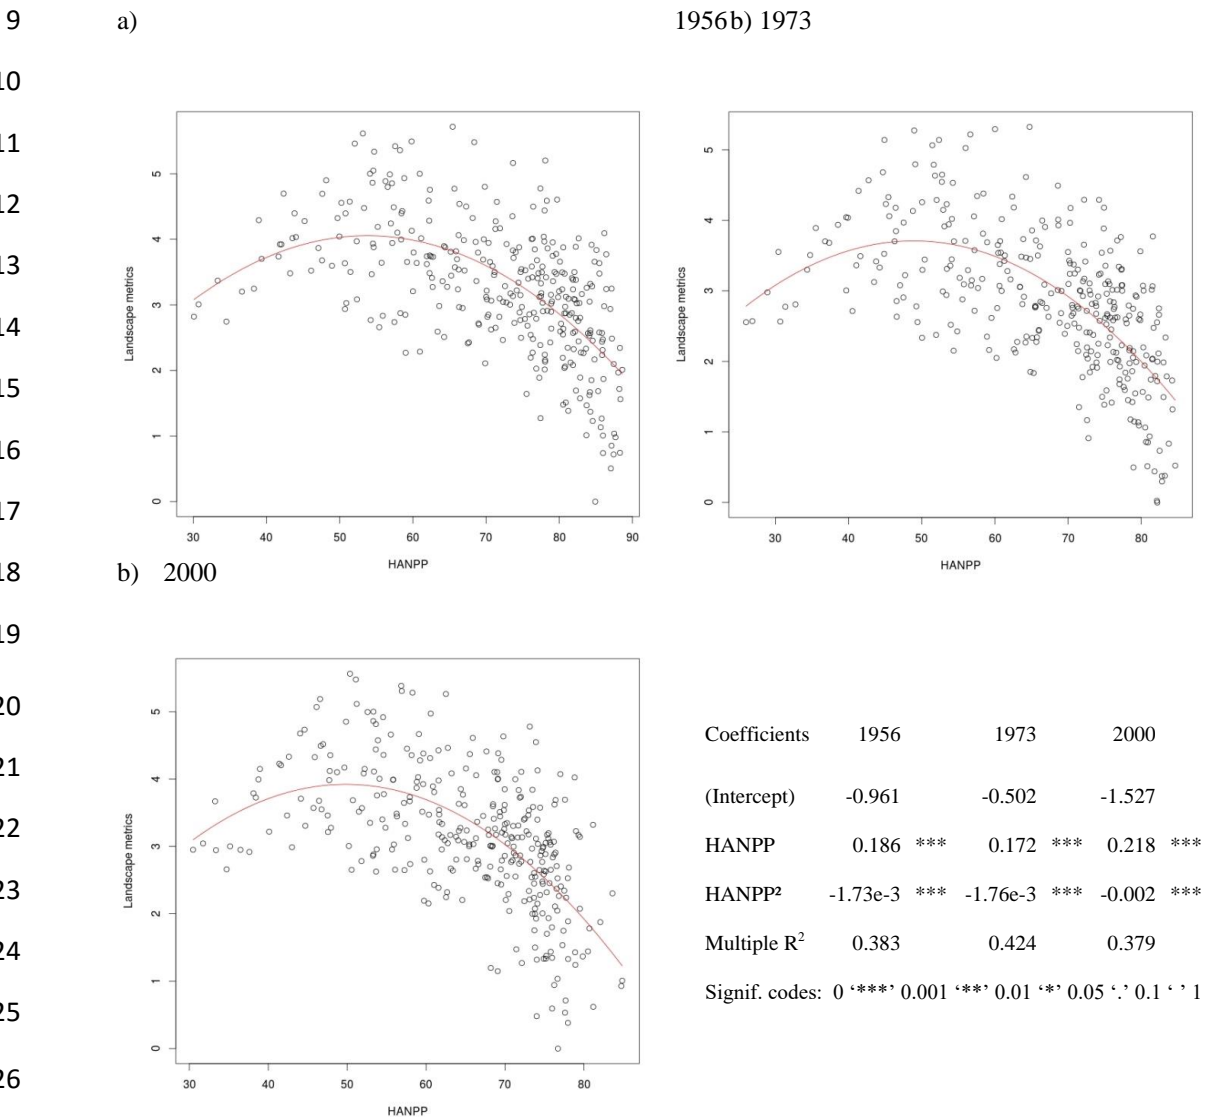 9 a) 1956b) 1973
10
11
12
13
14
15
16
17
18 b) 2000
19
20
21
22
23
24
25
26
Landscape metrics
0 1 2 3 4 5
30 40 50 60 70 80 90
HANPP
Landscape metrics
0 1 2 3 4 5
30 40 50 60 70 80
HANPP
Landscape metrics
0 1 2 3 4 5
30 40 50 60 70 80
HANPP
Coefficients 1956 1973 2000
(Intercept) -0.961 -0.502 -1.527
HANPP 0.186 *** 0.172 *** 0.218 ***
HANPP² -1.73e-3 *** -1.76e-3 *** -0.002 ***
Multiple R² 0.383 0.424 0.379
Signif. codes: 0 ‘***’ 0.001 ‘**’ 0.01 ‘*’ 0.05 ‘.’ 0.1 ‘ ’ 1